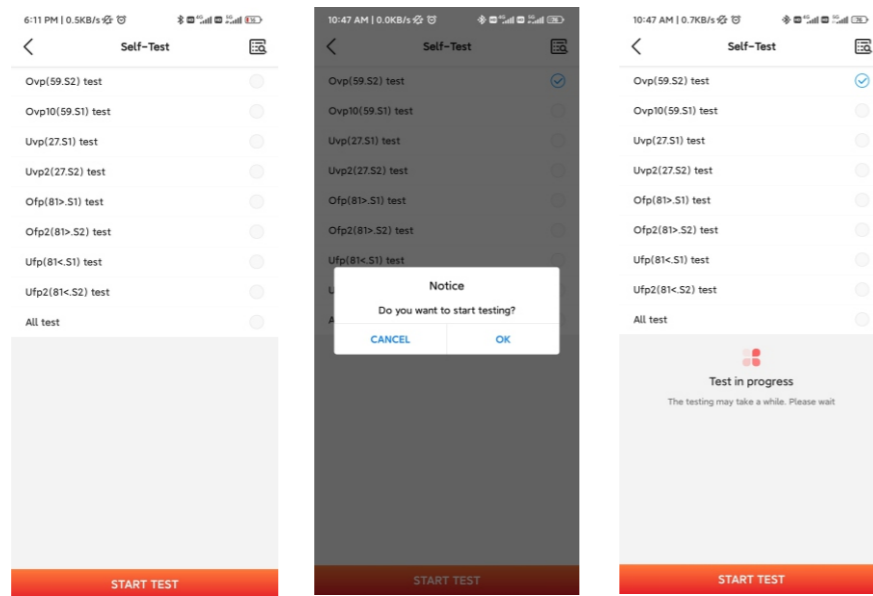 6:11 PM | 0.5KB/s
Self-Test
Ovp(59.S2) test
Ovp10(59.S1) test
Uvp(27.S1) test
Uvp2(27.S2) test
Ofp(81>.S1) test
Ofp2(81>.S2) test
Ufp(81<.S1) test
Ufp2(81<.S2) test
All test
START TEST
10:47 AM | 0.0KB/s
Self-Test
Ovp(59.S2) test
Ovp10(59.S1) test
Uvp(27.S1) test
Uvp2(27.S2) test
Ofp(81>.S1) test
Ofp2(81>.S2) test
Ufp(81<.S1) test
U
A
Notice
Do you want to start testing?
CANCEL OK
START TEST
10:47 AM | 0.7KB/s
Self-Test
Ovp(59.S2) test
Ovp10(59.S1) test
Uvp(27.S1) test
Uvp2(27.S2) test
Ofp(81>.S1) test
Ofp2(81>.S2) test
Ufp(81<.S1) test
Ufp2(81<.S2) test
All test
Test in progress
The testing may take a while. Please wait
START TEST